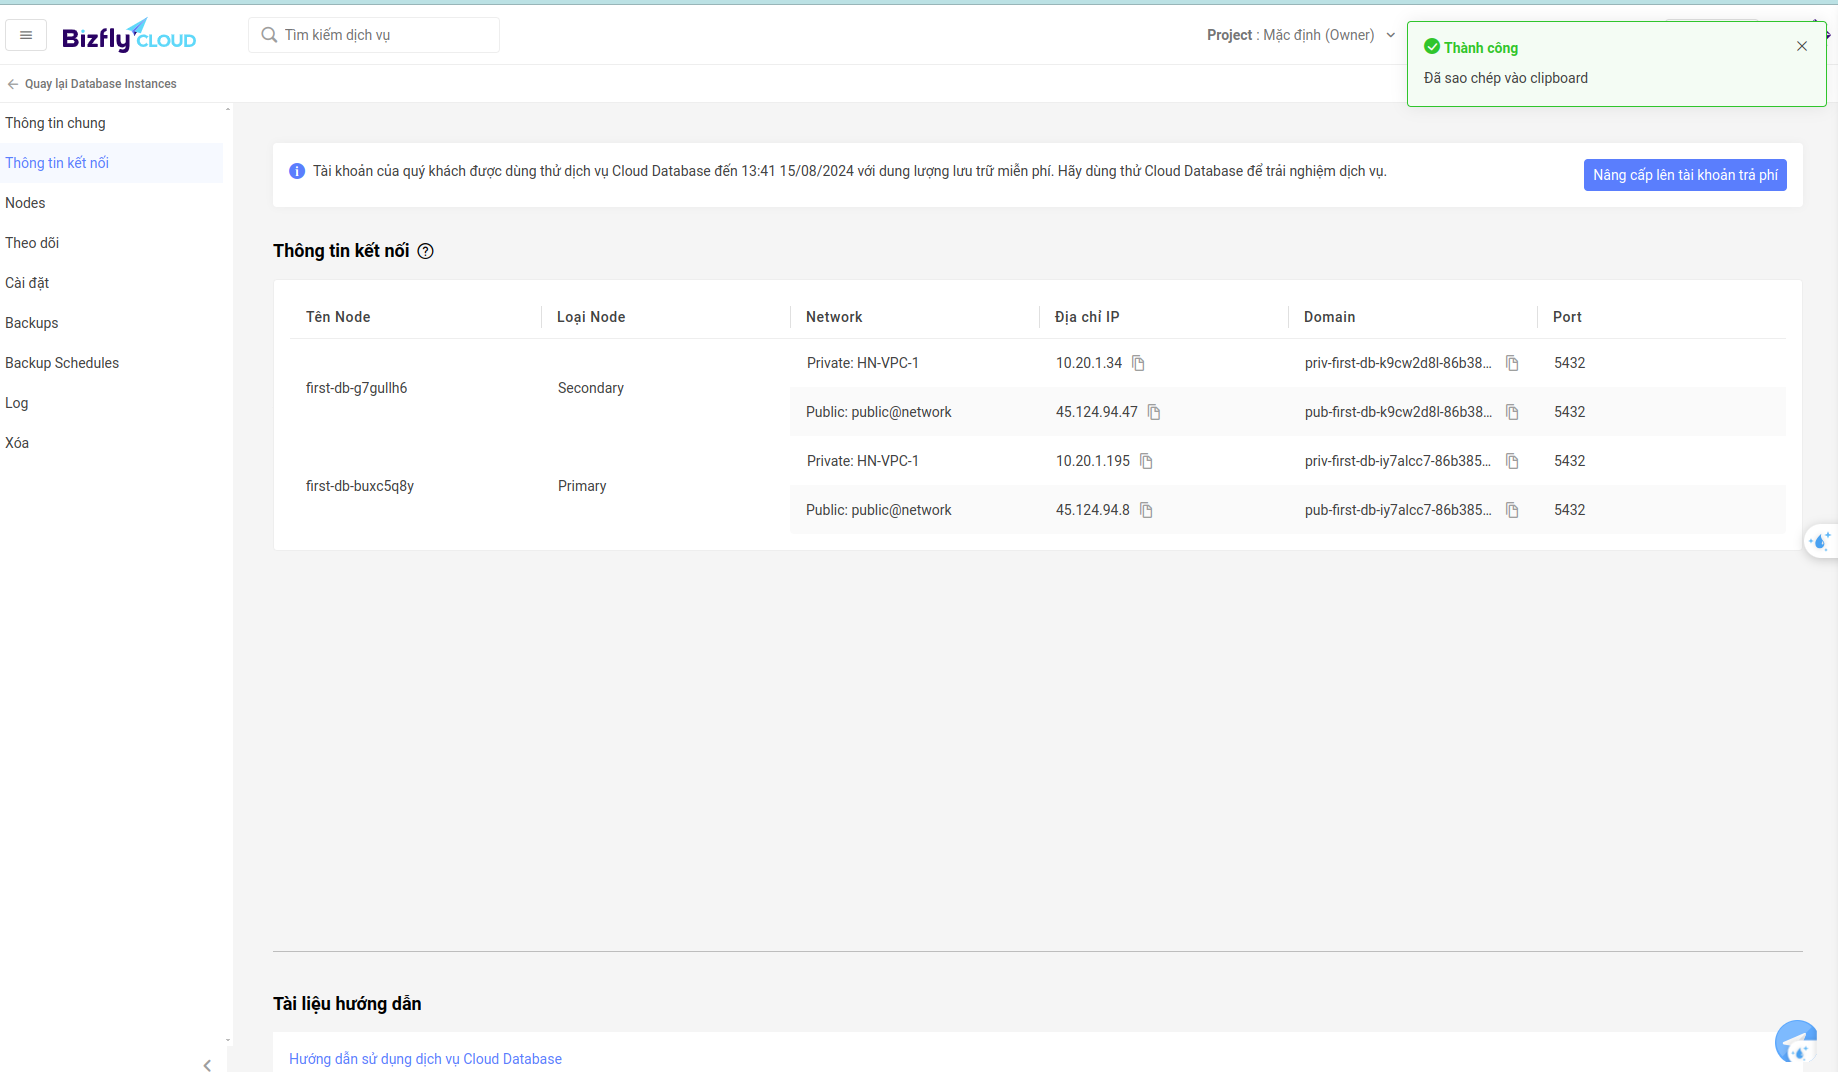 Bizfly CLOUD
Tìm kiếm dịch vụ
Project : Mặc định (Owner)
Thành công
Đã sao chép vào clipboard
Quay lại Database Instances
Thông tin chung
Thông tin kết nối
Nodes
Theo dõi
Cài đặt
Backups
Backup Schedules
Log
Xóa
Tài khoản của quý khách được dùng thử dịch vụ Cloud Database đến 13:41 15/08/2024 với dung lượng lưu trữ miễn phí. Hãy dùng thử Cloud Database để trải nghiệm dịch vụ.
Nâng cấp lên tài khoản trả phí
Thông tin kết nối
Tên Node Loại Node Network Địa chỉ IP Domain Port
first-db-g7gullh6 Secondary
Private: HN-VPC-1 10.20.1.34 priv-first-db-k9cw2d8l-86b38... 5432
Public: public@network 45.124.94.47 pub-first-db-k9cw2d8l-86b38... 5432
first-db-buxc5q8y Primary
Private: HN-VPC-1 10.20.1.195 priv-first-db-iy7alcc7-86b385... 5432
Public: public@network 45.124.94.8 pub-first-db-iy7alcc7-86b385... 5432
Tài liệu hướng dẫn
Hướng dẫn sử dụng dịch vụ Cloud Database